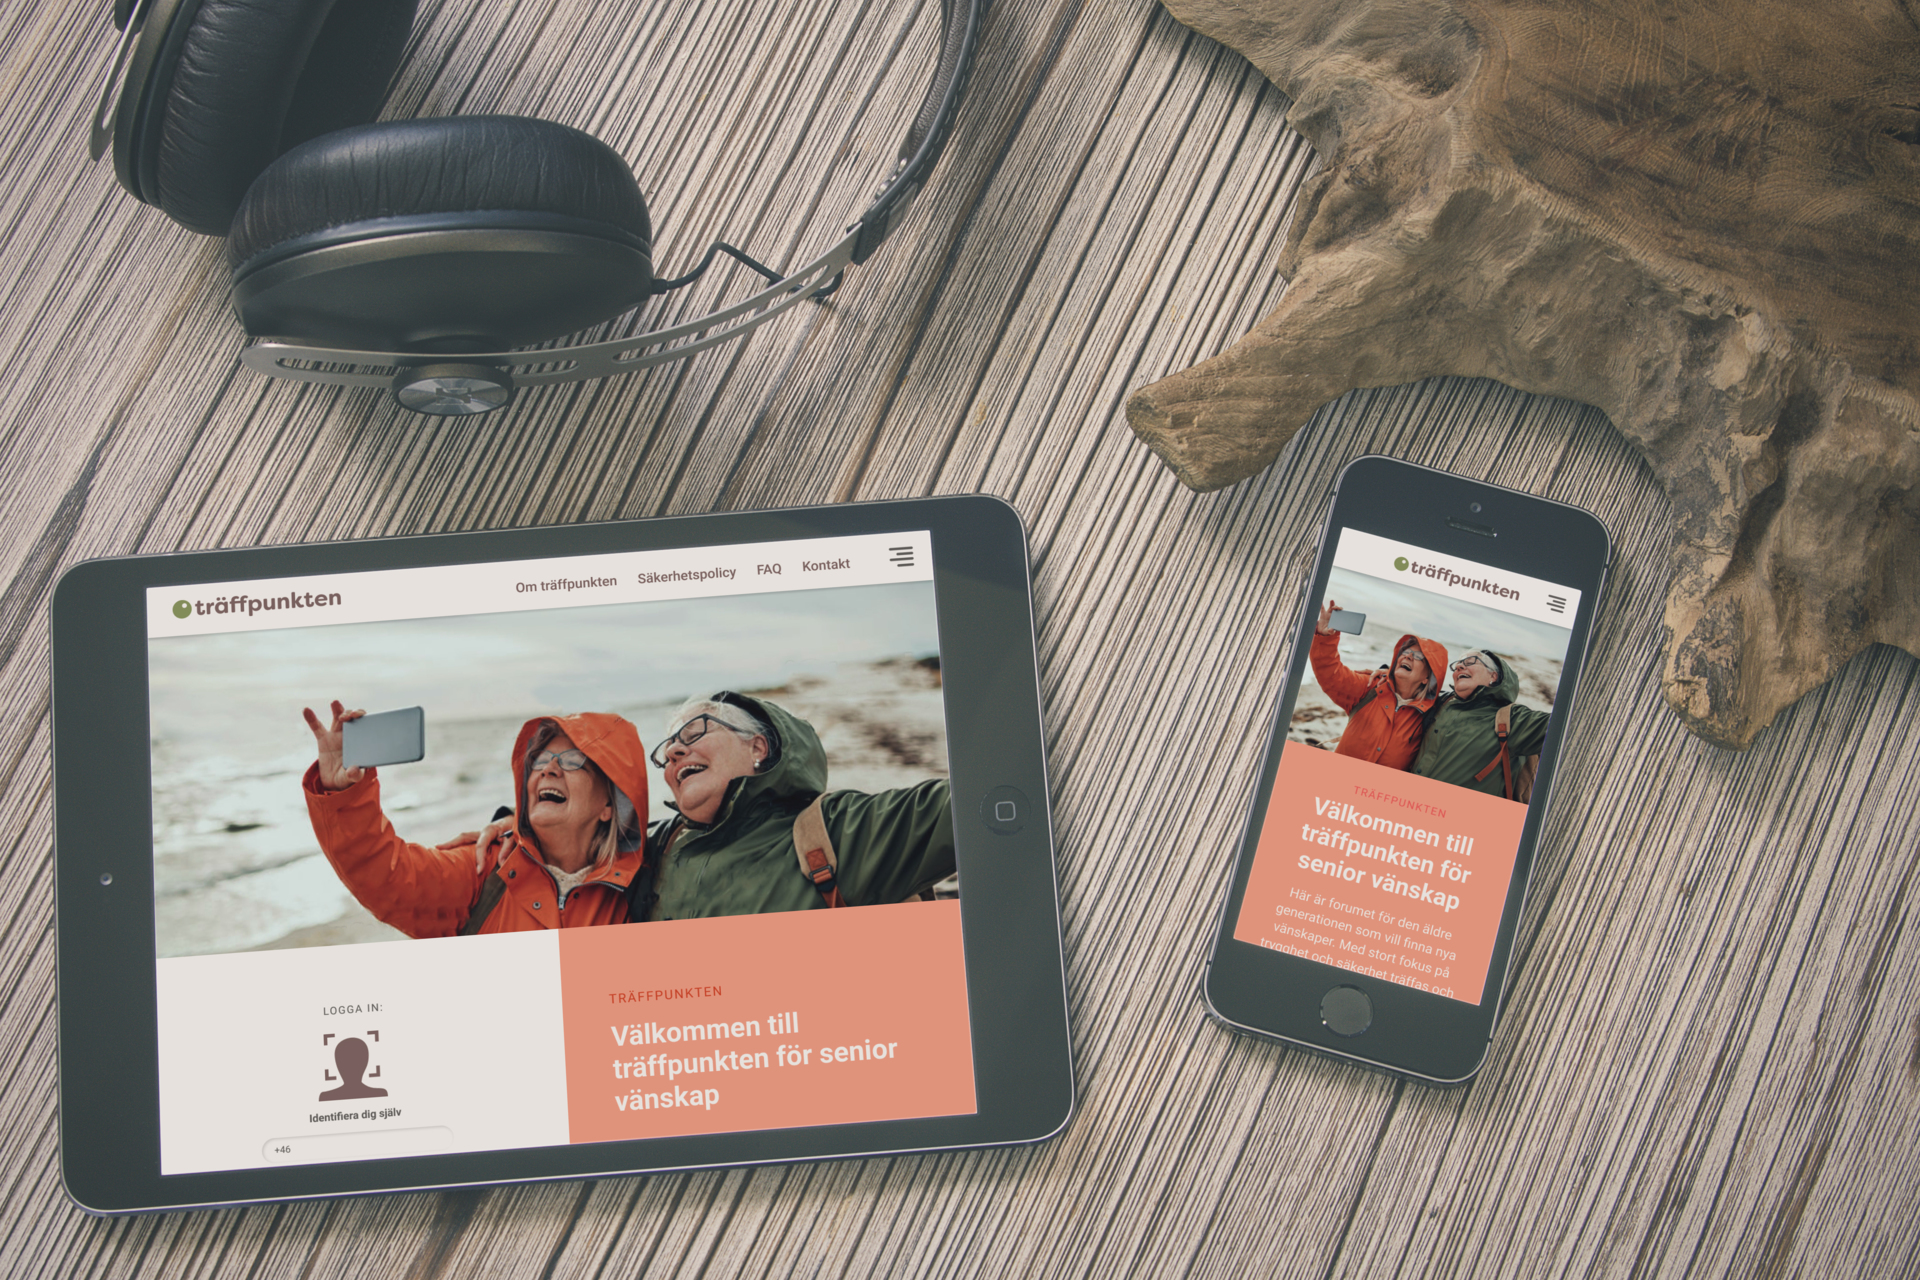 träffpunkten
Om träffpunkten Säkerhetspolicy FAQ Kontakt
LOGGA IN:
Identifiera dig själv
+46
TRÄFFPUNKTEN
Välkommen till
träffpunkten för senior
vänskap
träffpunkten
TRÄFFPUNKTEN
Välkommen till
träffpunkten för
senior vänskap
Här är forumet för den äldre
generationen som vill finna nya
vänskaper. Med stort fokus på
trygghet och säkerhet träffas och